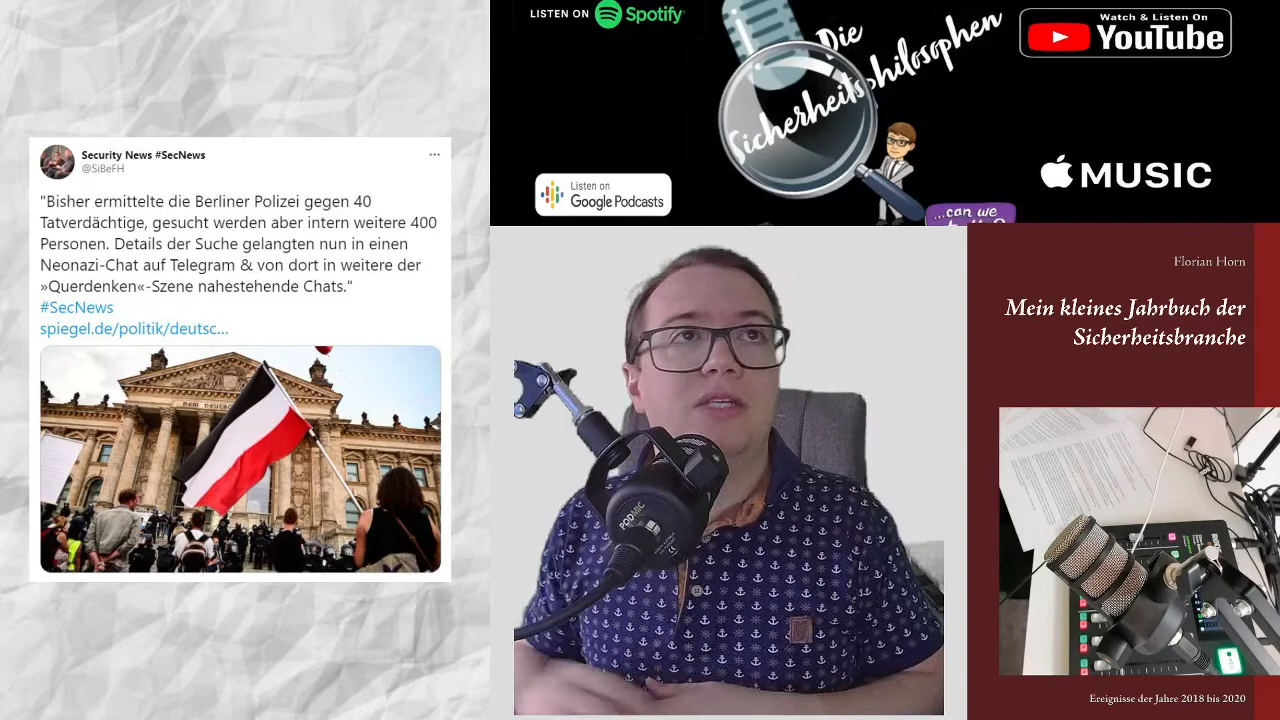 Security News #SecNews
@SiBeFH
"Bisher ermittelte die Berliner Polizei gegen 40
Tatverdächtige, gesucht werden aber intern weitere 400
Personen. Details der Suche gelangten nun in einen
Neonazi-Chat auf Telegram & von dort in weitere der
»Querdenken«-Szene nahestehende Chats."
#SecNews
spiegel.de/politik/deutsc...
LISTEN ON Spotify
Die
Sicherheitsphilosophen
Watch & Listen On
YouTube
Listen on
Google Podcasts
MUSIC
...can we
PODMIC
Florian Horn
Mein kleines Jahrbuch der
Sicherheitsbranche
Ereignisse der Jahre 2018 bis 2020